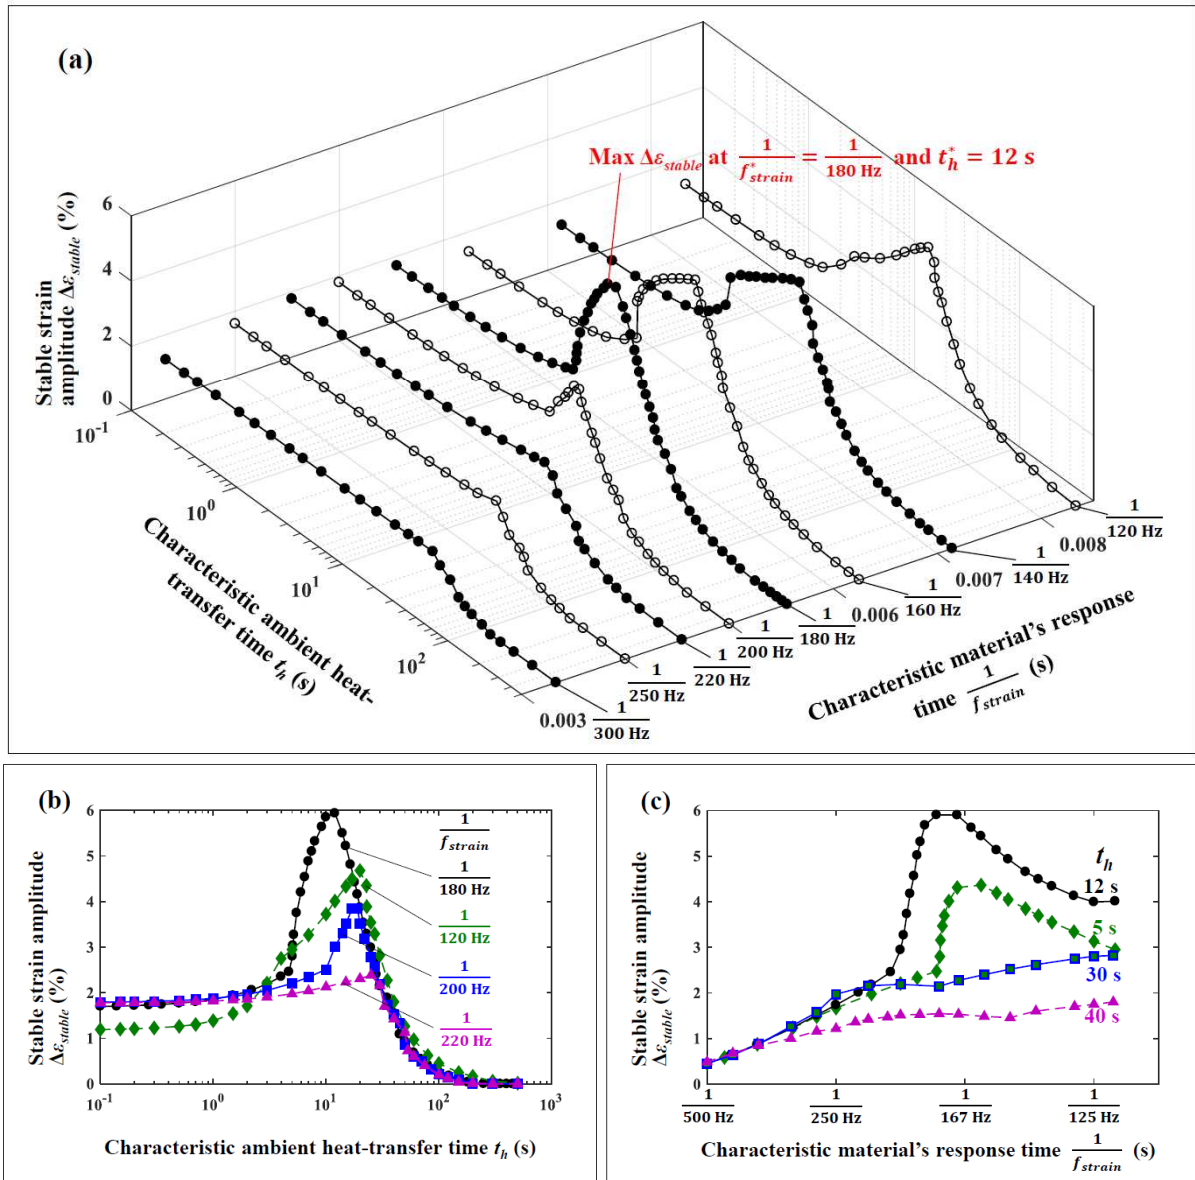 (a)
Max Δε_stable at 1/f*_strain = 1/180 Hz and t*_h = 12 s
Stable strain
amplitude Δε_stable (%)
6
4
2
0
10^-1
10^0
10^1
10^2
Characteristic ambient heat-
transfer time t_h (s)
0.003
1/300 Hz
1/250 Hz
1/220 Hz
1/200 Hz
1/180 Hz
0.006
1/160 Hz
0.007
1/140 Hz
0.008
1/120 Hz
Characteristic material's response
time 1/f_strain (s)
(b)
Stable strain amplitude
Δε_stable (%)
6
5
4
3
2
1
0
10^-1
10^0
10^1
10^2
10^3
1/f_strain
1/180 Hz
1/120 Hz
1/200 Hz
1/220 Hz
Characteristic ambient heat-transfer time t_h (s)
(c)
Stable strain amplitude
Δε_stable (%)
6
5
4
3
2
1
0
t_h
12 s
5 s
30 s
40 s
1/500 Hz
1/250 Hz
1/167 Hz
1/125 Hz
Characteristic material's response time 1/f_strain (s)